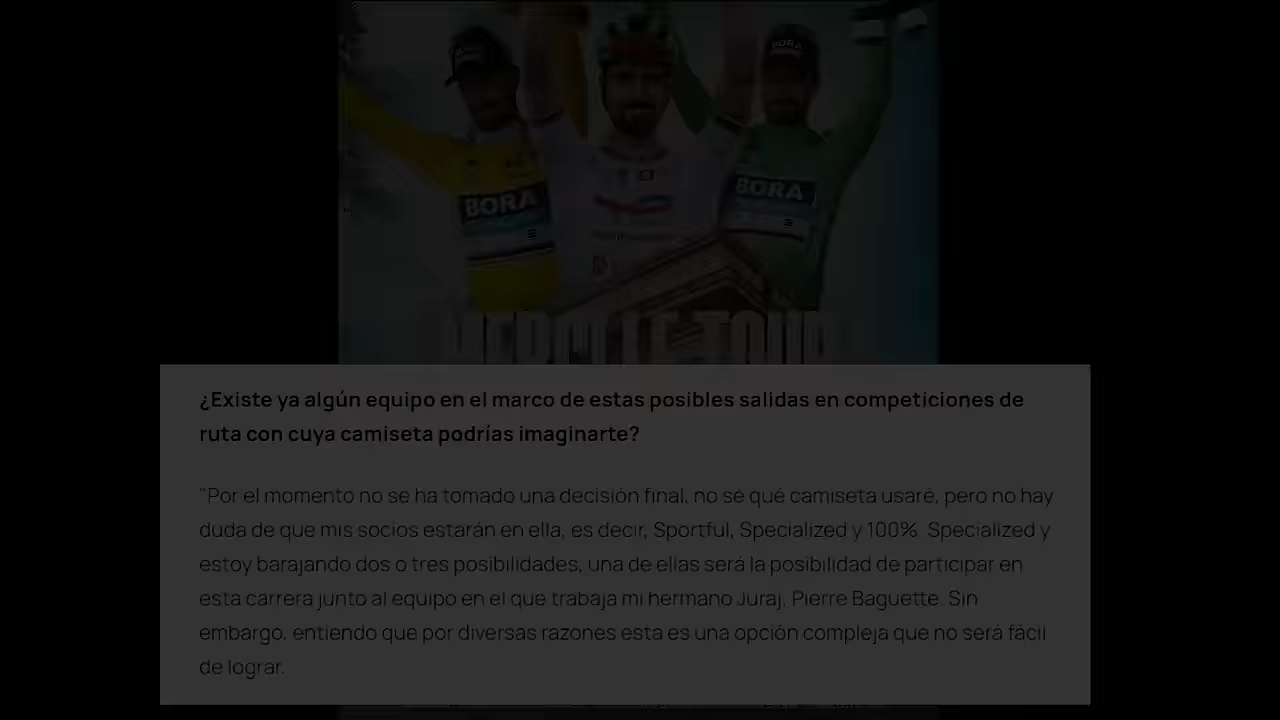 BORA
BORA
BORA
MERCI LE TOUR
¿Existe ya algún equipo en el marco de estas posibles salidas en competiciones de
ruta con cuya camiseta podrías imaginarte?
"Por el momento no se ha tomado una decisión final, no sé qué camiseta usaré, pero no hay
duda de que mis socios estarán en ella, es decir, Sportful, Specialized y 100%. Specialized y
estoy barajando dos o tres posibilidades, una de ellas será la posibilidad de participar en
esta carrera junto al equipo en el que trabaja mi hermano Juraj, Pierre Baguette. Sin
embargo, entiendo que por diversas razones esta es una opción compleja que no será fácil
de lograr.